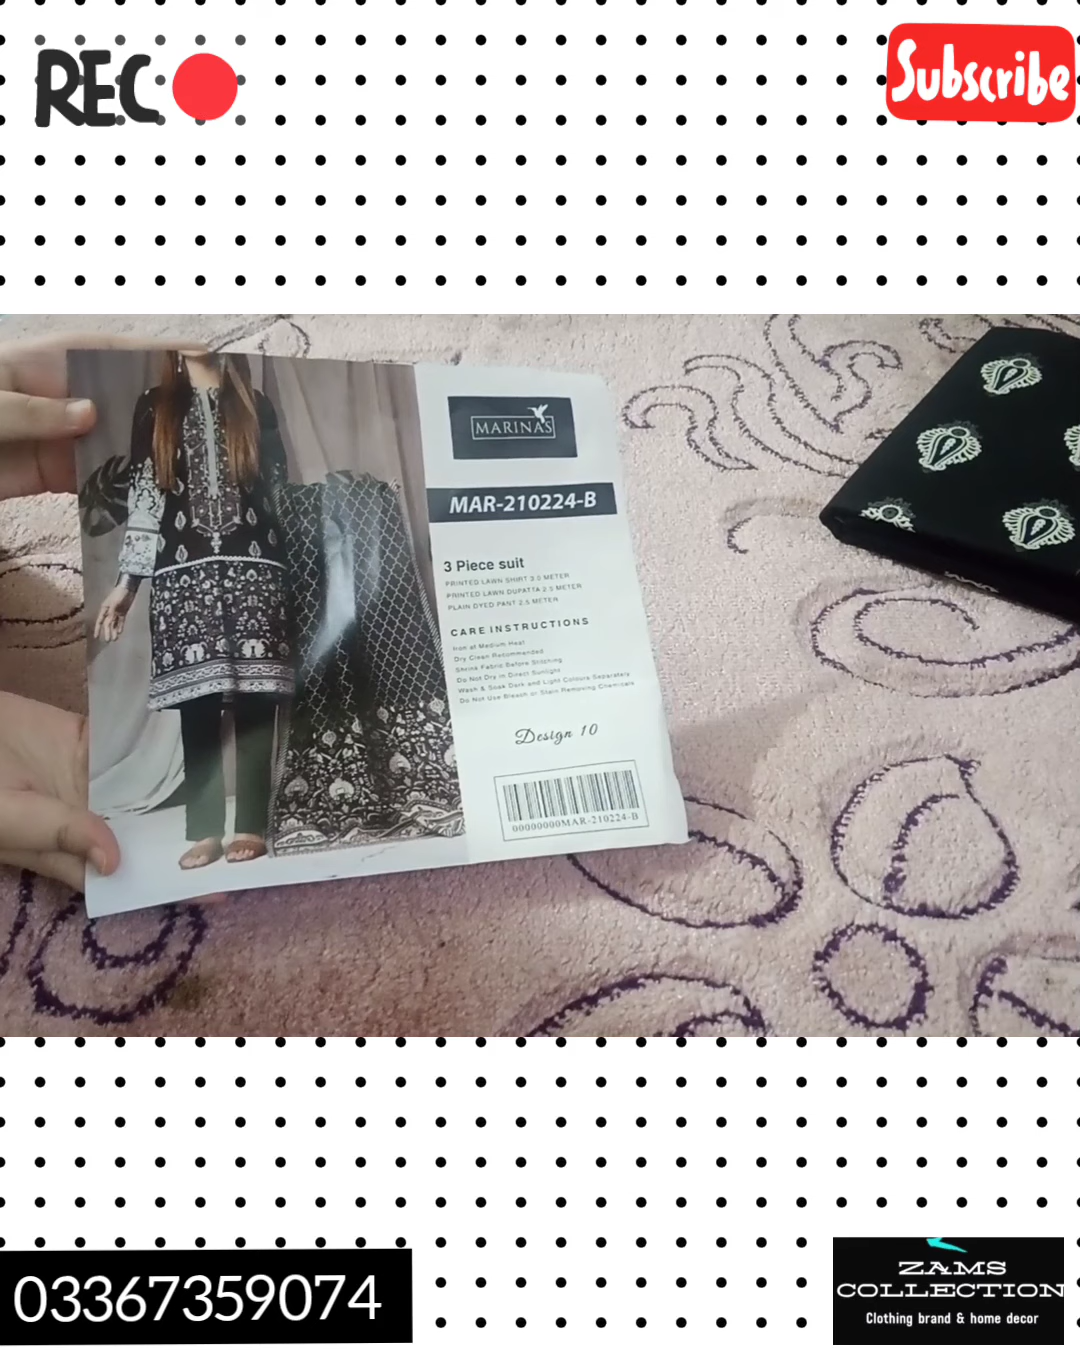 REC
Subscribe
MARINAS
MAR-210224-B
3 Piece suit
PRINTED LAWN SHIRT 3.0 METER
PRINTED LAWN DUPATTA 2.5 METER
PLAIN DYED PANT 2.5 METER
CARE INSTRUCTIONS
Iron at Medium Heat
Dry Clean Recommended
Shrink Fabric Before Stitching
Do Not Dry in Direct Sunlight
Wash & Soak Dark and Light Colours Separately
Do Not Use Bleach or Stain Removing Chemicals
Design 10
00000000MAR-210224-B
03367359074
ZAMS
COLLECTION
Clothing brand & home decor